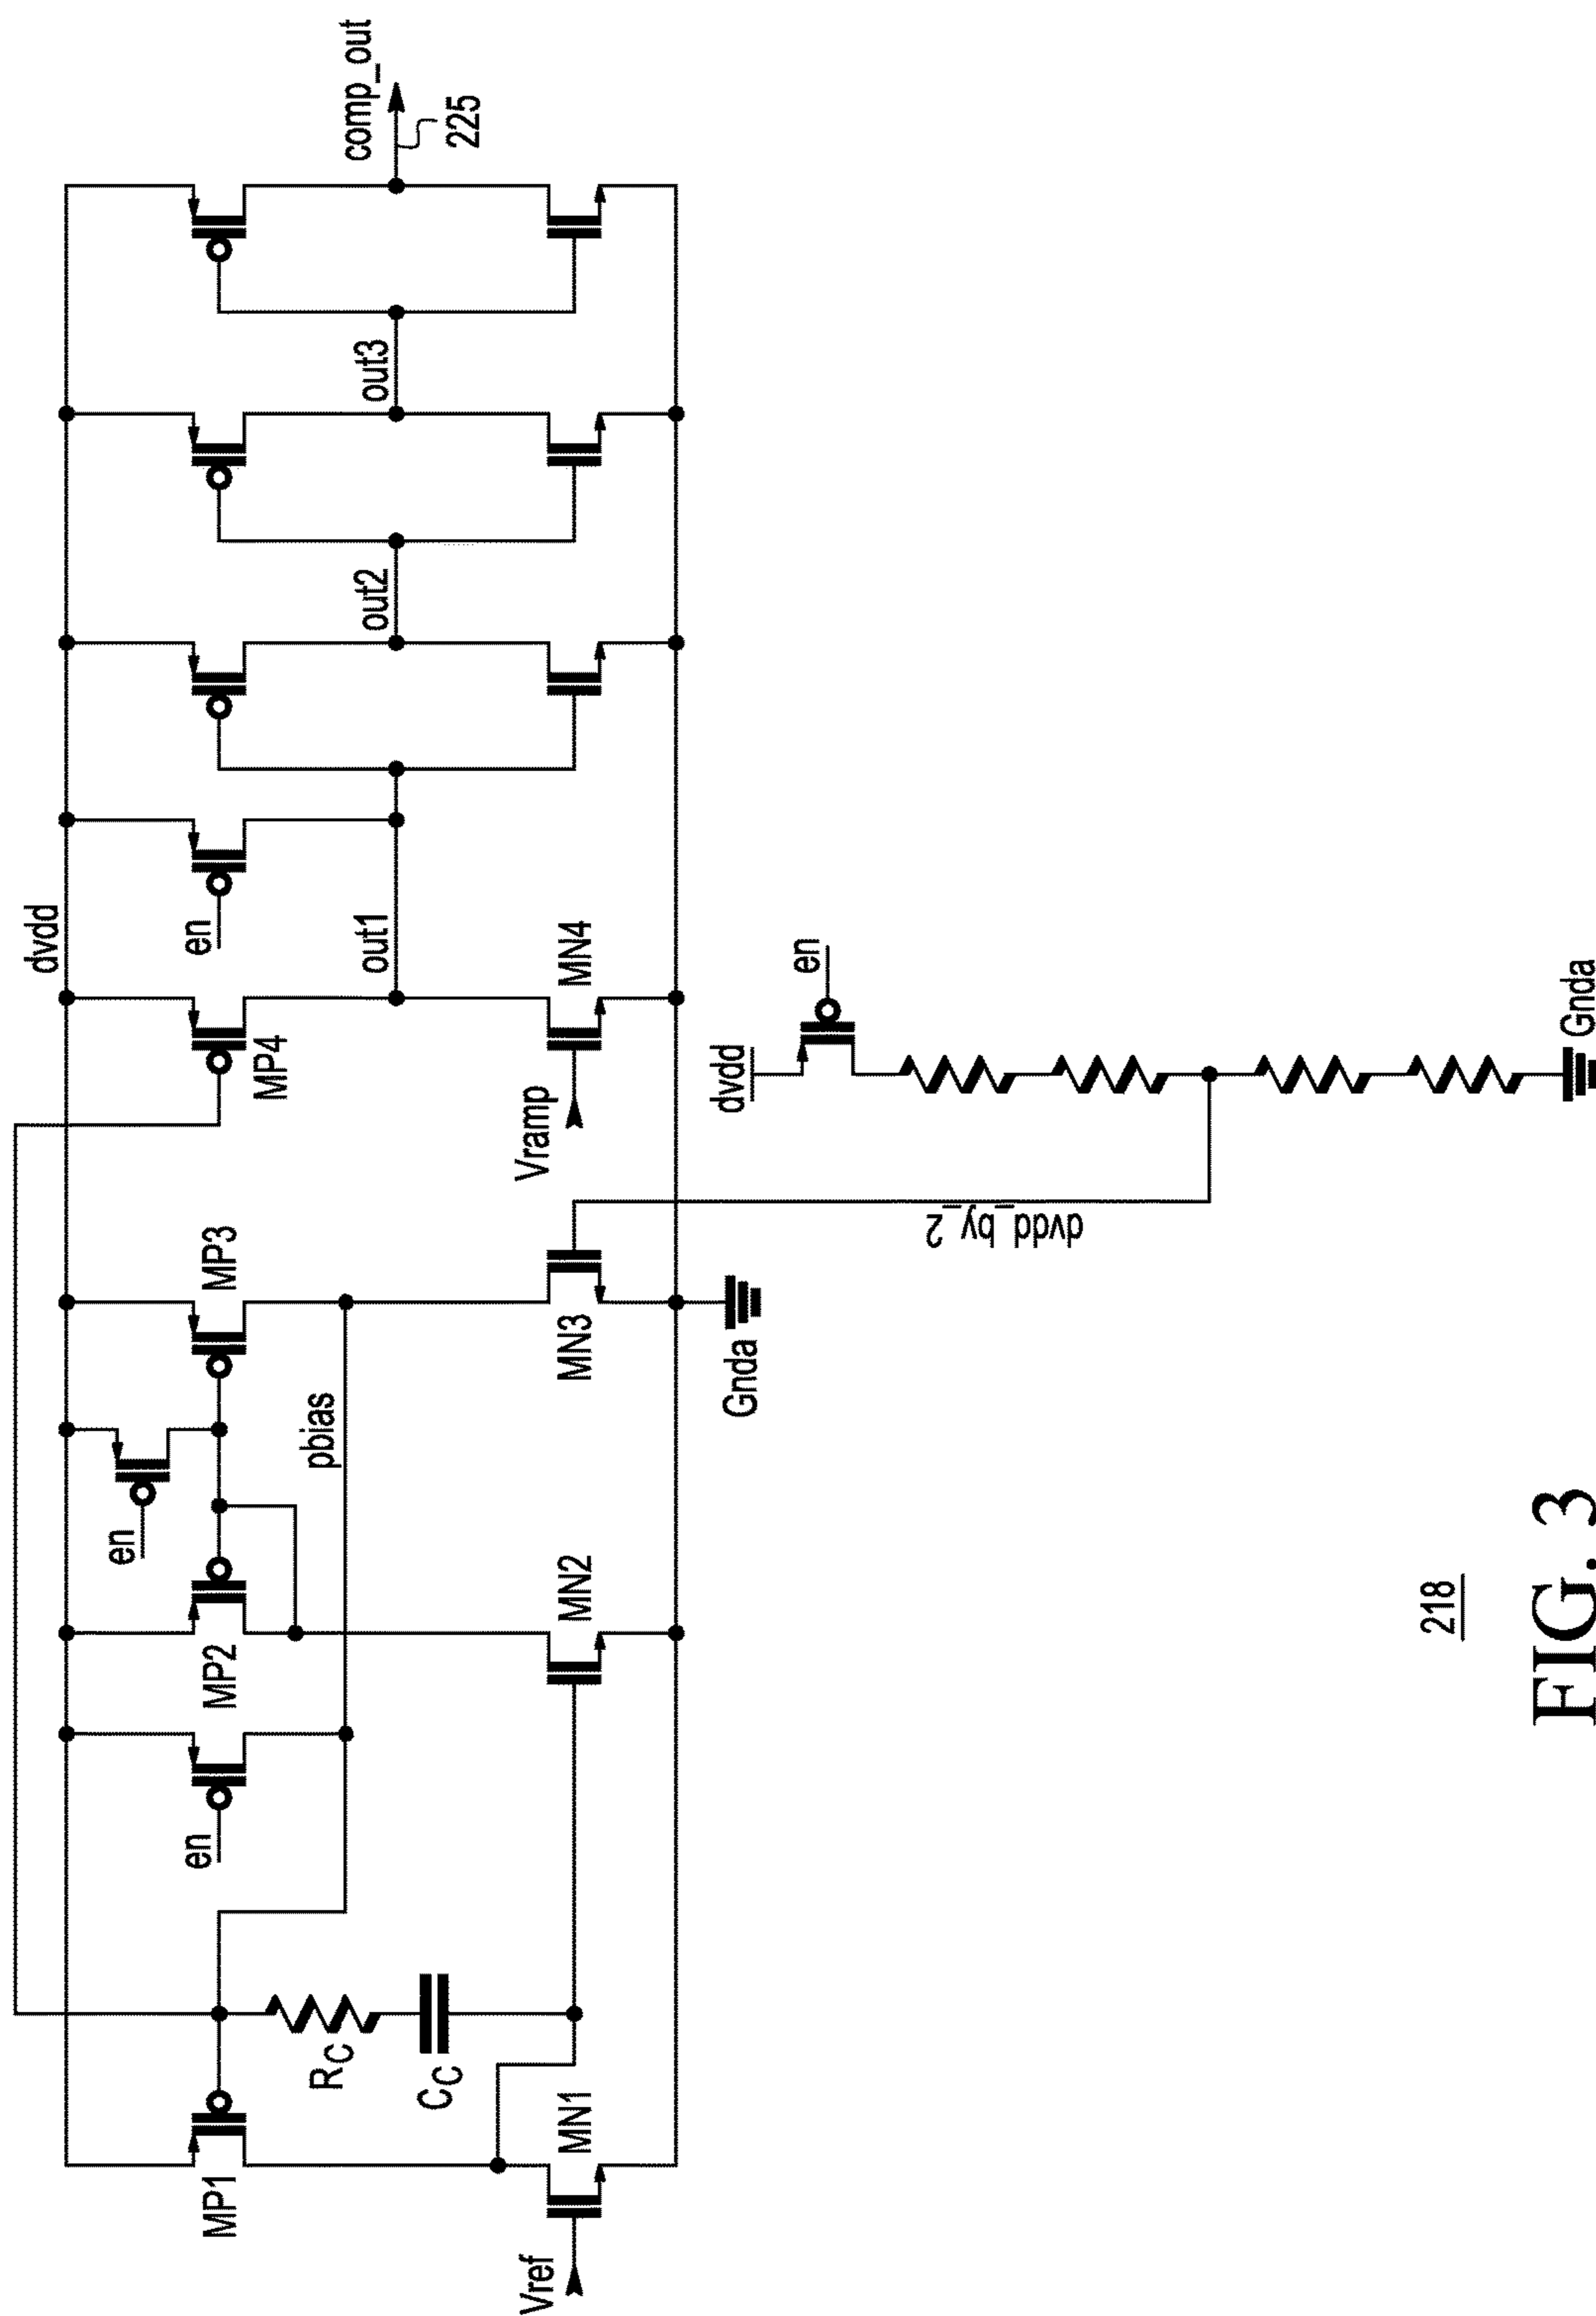 dvdd
comp_out
225
en
en
en
MP1
MP2
MP3
MP4
pbias
out1
out2
out3
RC
CC
Vref
MN1
MN2
MN3
Vramp
MN4
Gnda
dvdd_by_2
dvdd
en
Gnda
218
FIG. 3